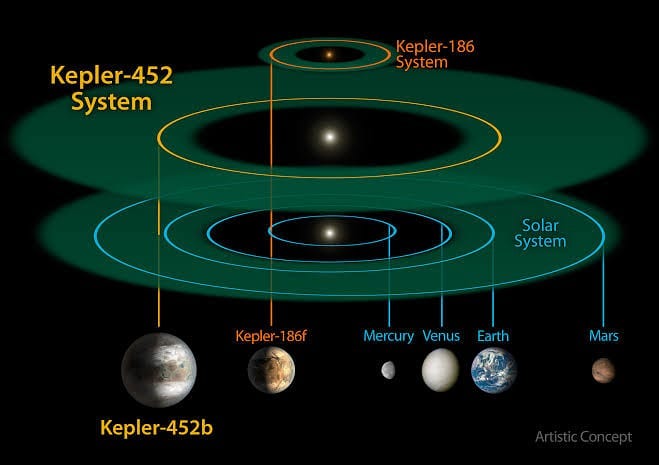 Kepler-186
System
Kepler-452
System
Solar
System
Kepler-186f
Mercury
Venus
Earth
Mars
Kepler-452b
Artistic Concept